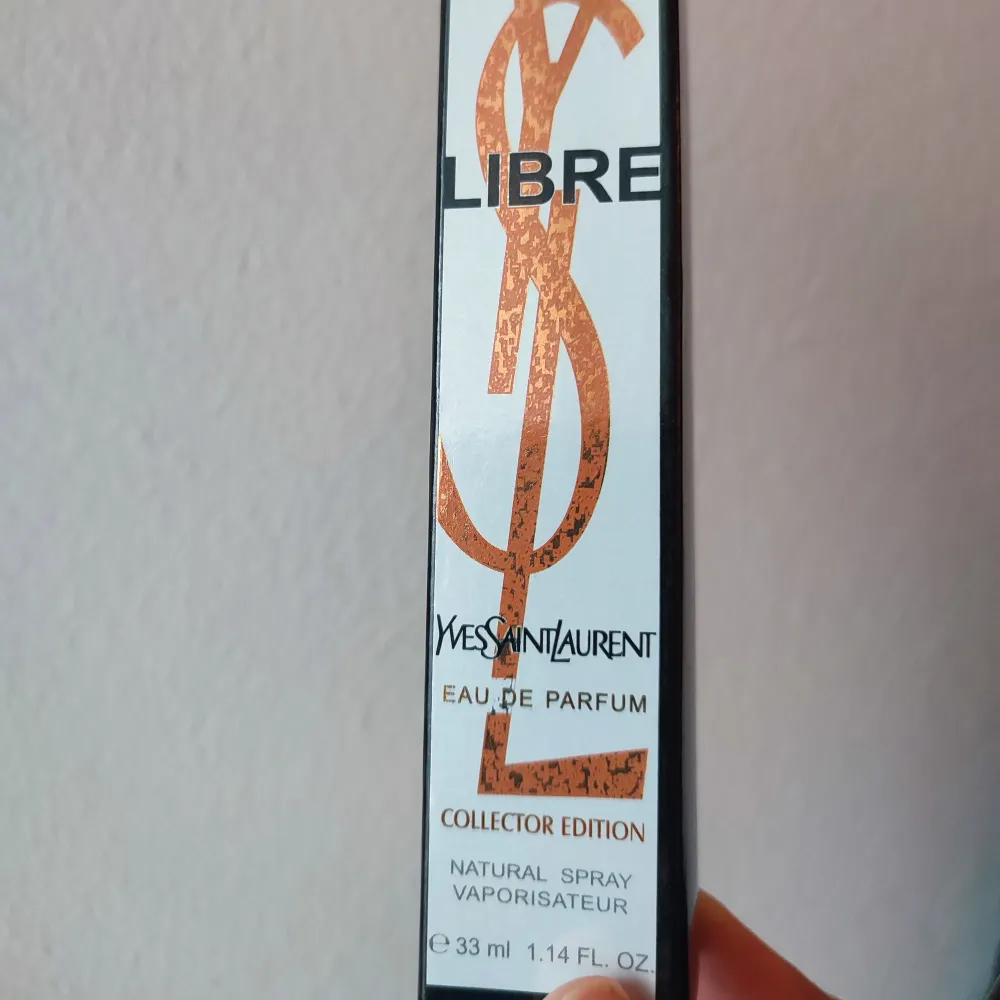 LIBRE
YVESSAINTLAURENT
EAU DE PARFUM
COLLECTOR EDITION
NATURAL SPRAY
VAPORISATEUR
℮ 33 ml 1.14 FL. OZ.